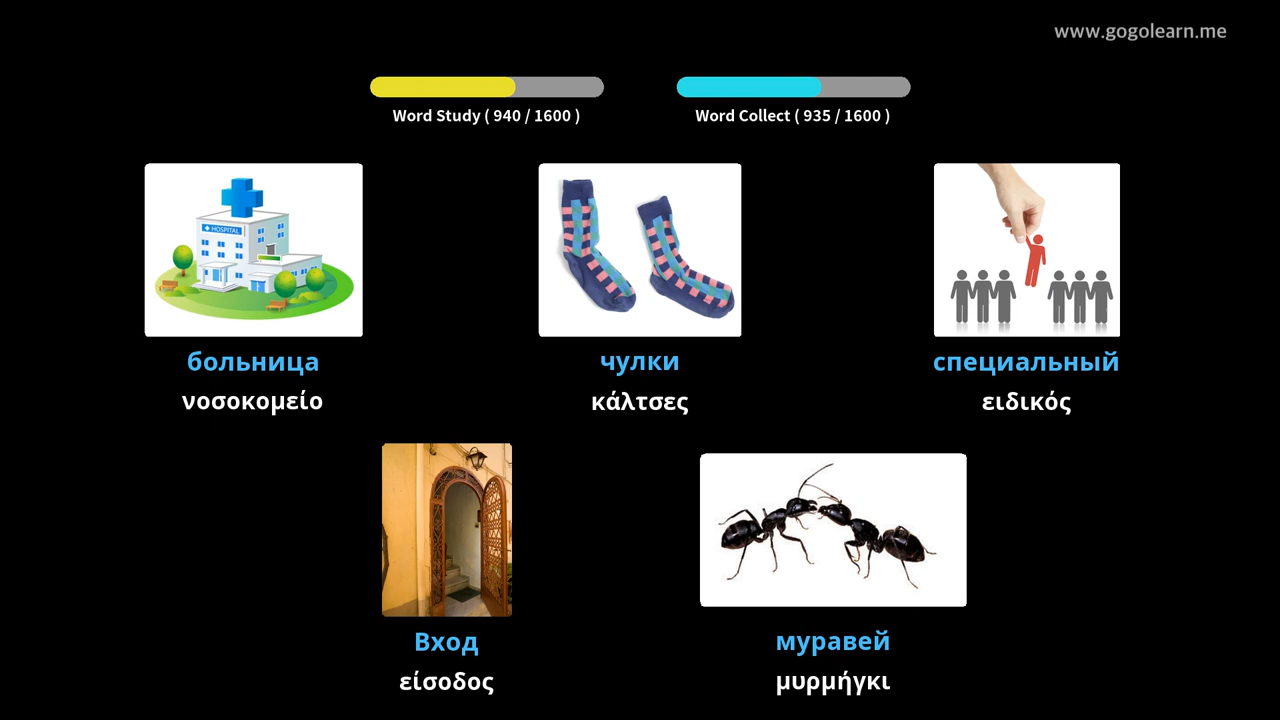 www.gogolearn.me
Word Study ( 940 / 1600 )
Word Collect ( 935 / 1600 )
HOSPITAL
больница
чулки
специальный
νοσοκομείο
κάλτσες
ειδικός
Вход
муравей
είσοδος
μυρμήγκι